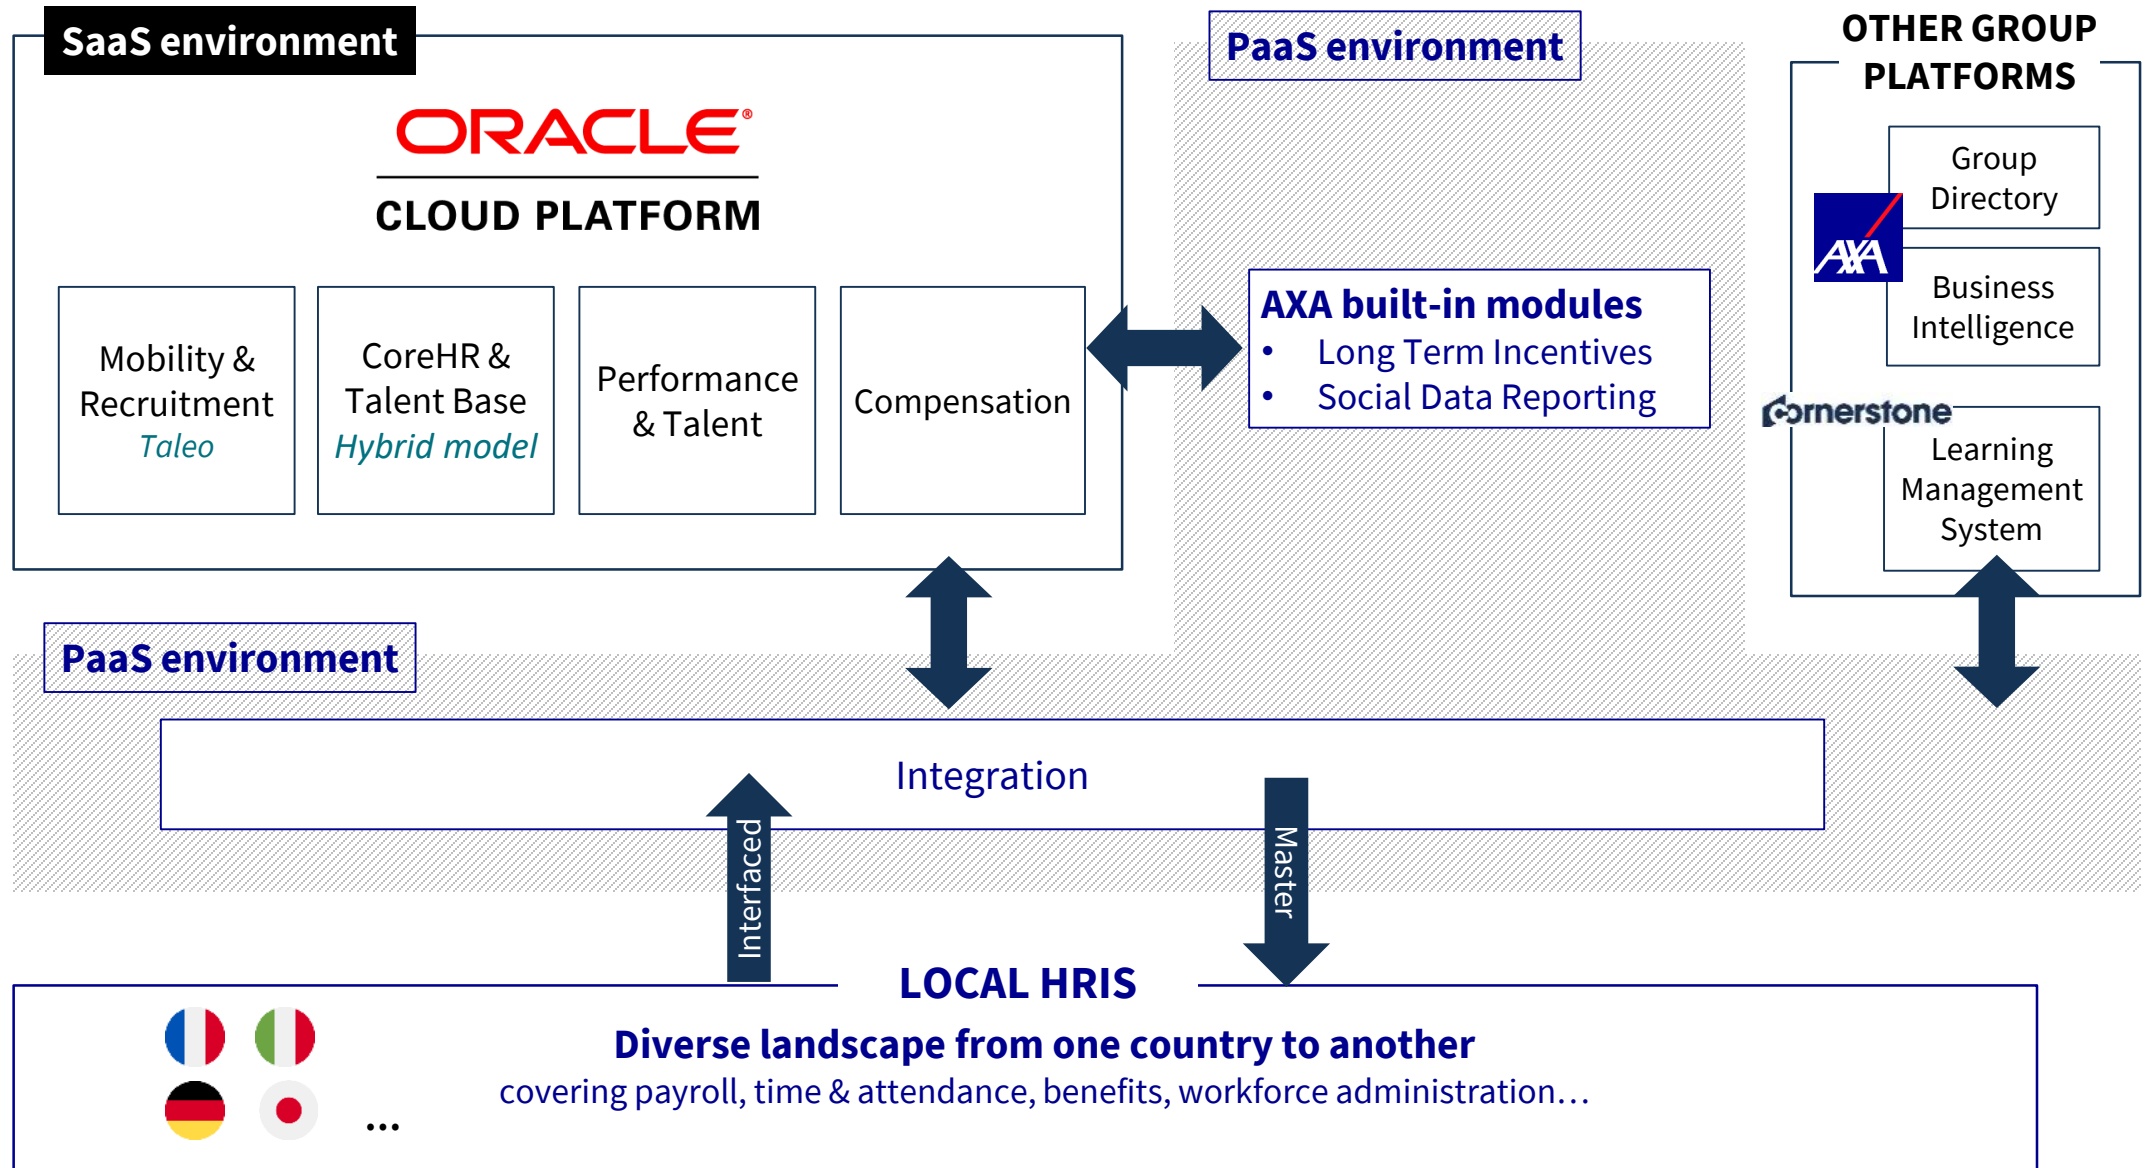 SaaS environment
ORACLE®
CLOUD PLATFORM
Mobility &
Recruitment
Taleo
CoreHR &
Talent Base
Hybrid model
Performance
& Talent
Compensation
PaaS environment
AXA built-in modules
• Long Term Incentives
• Social Data Reporting
OTHER GROUP
PLATFORMS
Group
Directory
AXA
Business
Intelligence
cornerstone
Learning
Management
System
PaaS environment
Integration
Interfaced
Master
LOCAL HRIS
Diverse landscape from one country to another
covering payroll, time & attendance, benefits, workforce administration…
...